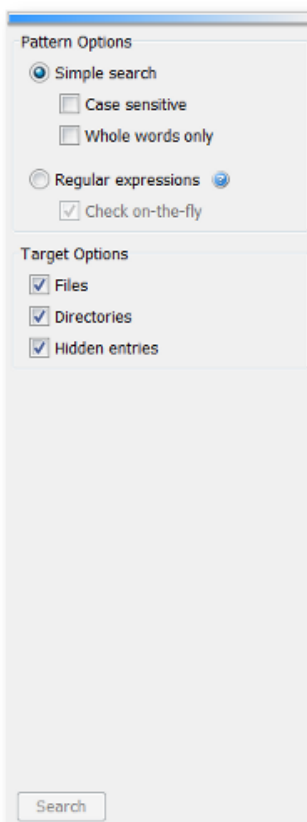 Pattern Options
Simple search
Case sensitive
Whole words only
Regular expressions
Check on-the-fly
Target Options
Files
Directories
Hidden entries
Search